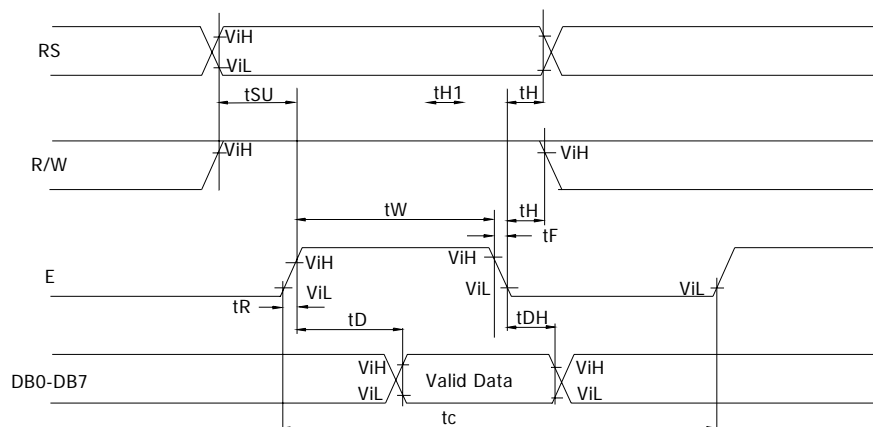 RS
ViH
ViL
tSU
tH1
tH
R/W
ViH
ViH
tW
tH
tF
E
ViH
ViH
ViL
ViL
ViL
tR
tD
tDH
DB0-DB7
ViH
Valid Data
ViH
ViL
ViL
tc